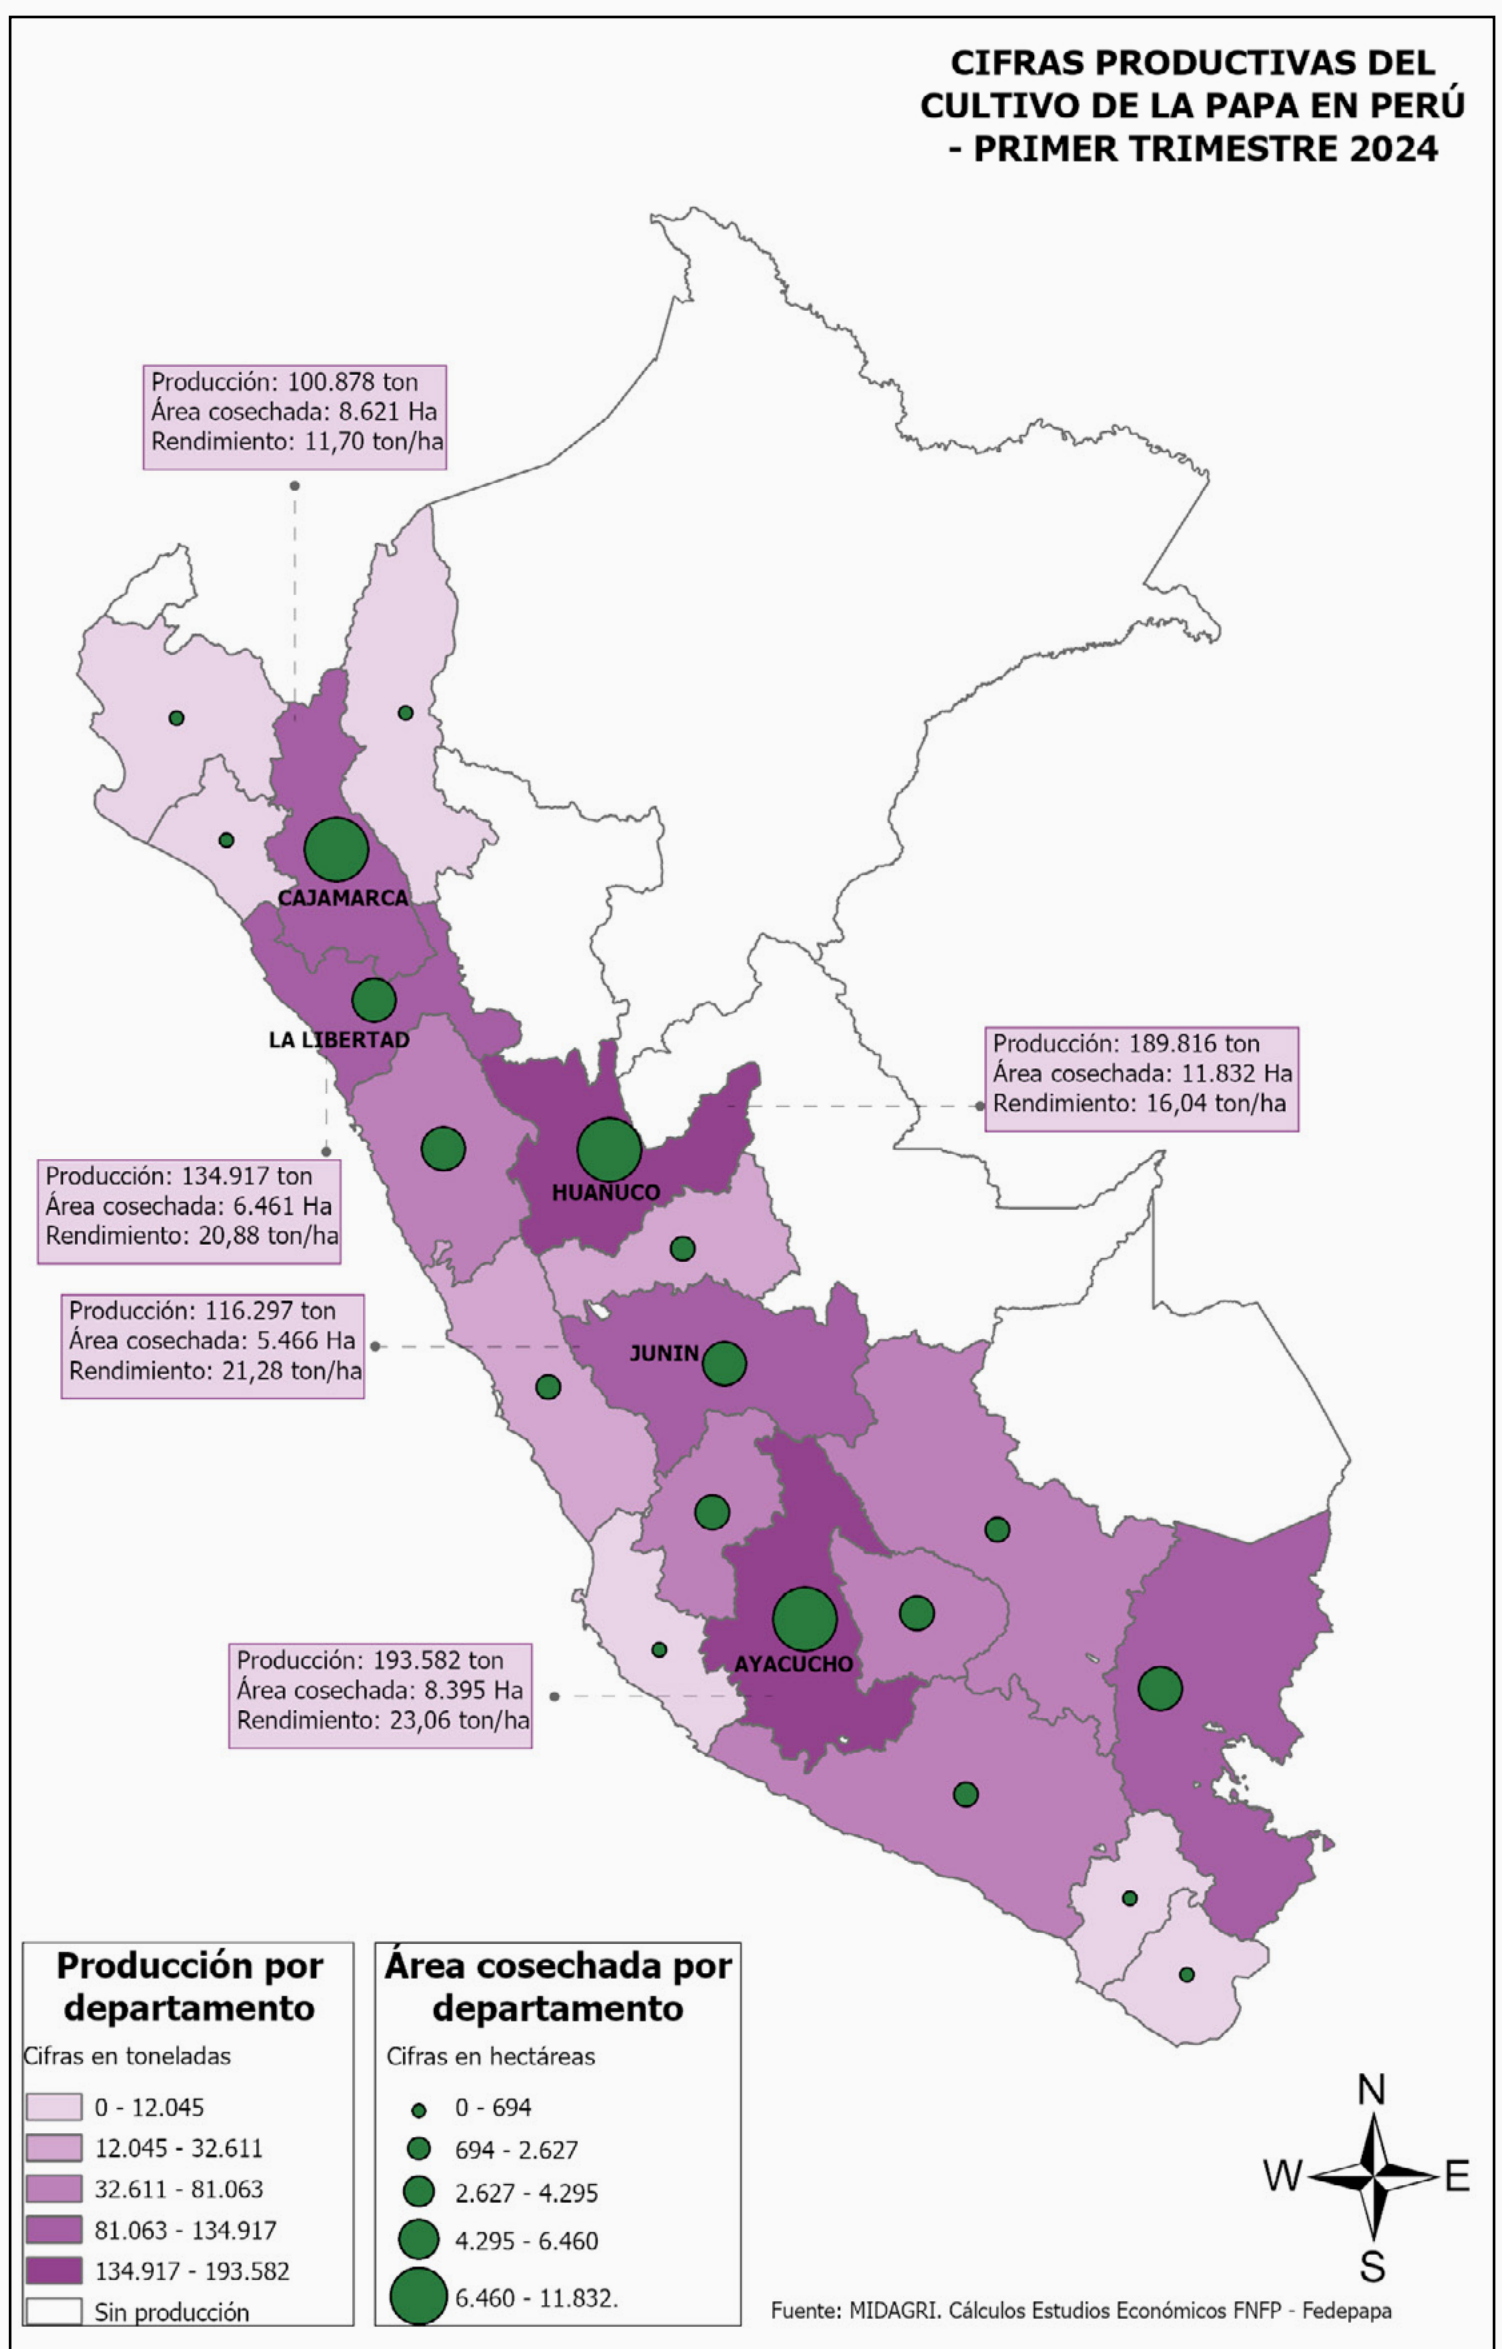 CIFRAS PRODUCTIVAS DEL
CULTIVO DE LA PAPA EN PERÚ
- PRIMER TRIMESTRE 2024
Producción: 100.878 ton
Área cosechada: 8.621 Ha
Rendimiento: 11,70 ton/ha
CAJAMARCA
LA LIBERTAD
Producción: 189.816 ton
Área cosechada: 11.832 Ha
Rendimiento: 16,04 ton/ha
HUANUCO
Producción: 134.917 ton
Área cosechada: 6.461 Ha
Rendimiento: 20,88 ton/ha
Producción: 116.297 ton
Área cosechada: 5.466 Ha
Rendimiento: 21,28 ton/ha
JUNIN
AYACUCHO
Producción: 193.582 ton
Área cosechada: 8.395 Ha
Rendimiento: 23,06 ton/ha
Producción por
departamento
Cifras en toneladas
0 - 12.045
12.045 - 32.611
32.611 - 81.063
81.063 - 134.917
134.917 - 193.582
Sin producción
Área cosechada por
departamento
Cifras en hectáreas
0 - 694
694 - 2.627
2.627 - 4.295
4.295 - 6.460
6.460 - 11.832.
N
W E
S
Fuente: MIDAGRI. Cálculos Estudios Económicos FNFP - Fedepapa